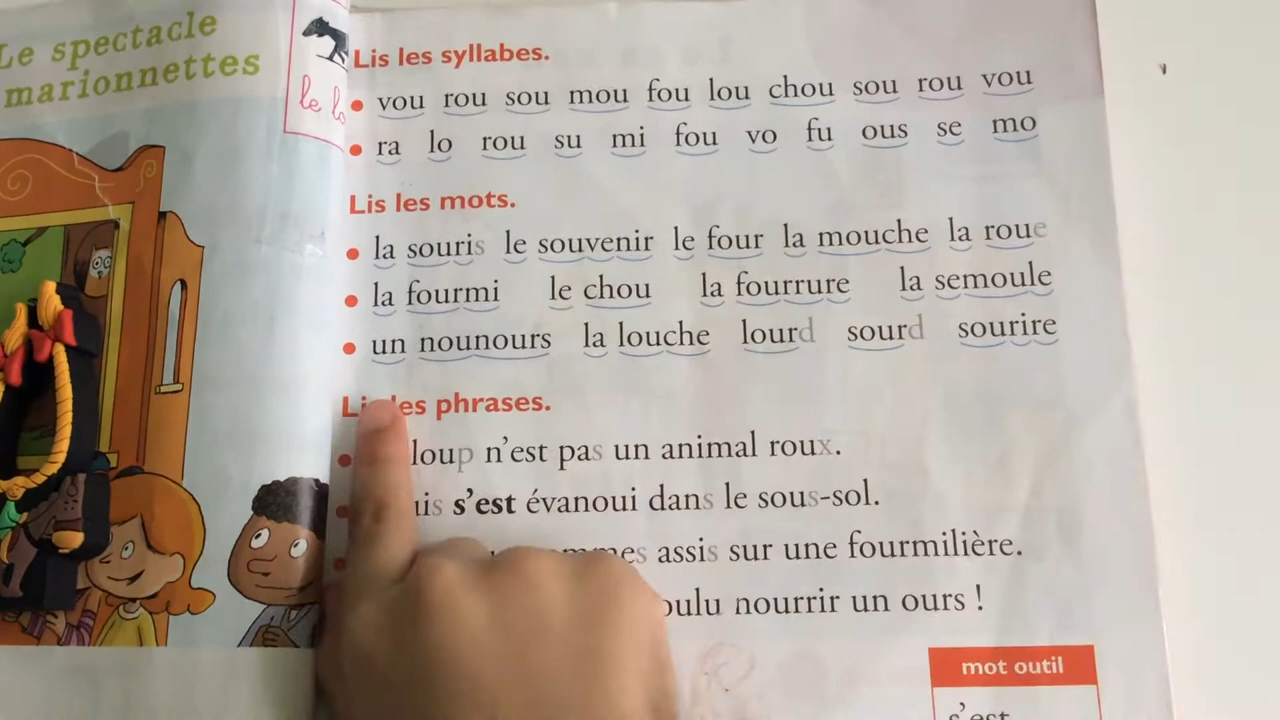 Le spectacle
marionnettes
le lo
Lis les syllabes.
• vou rou sou mou fou lou chou sou rou vou
• ra lo rou su mi fou vo fu ous se mo
Lis les mots.
• la souris le souvenir le four la mouche la roue
• la fourmi le chou la fourrure la semoule
• un nounours la louche lourd sourd sourire
Lis les phrases.
• loup n'est pas un animal roux.
• s'est évanoui dans le sous-sol.
• assis sur une fourmilière.
nourrir un ours !
mot outil
s'est